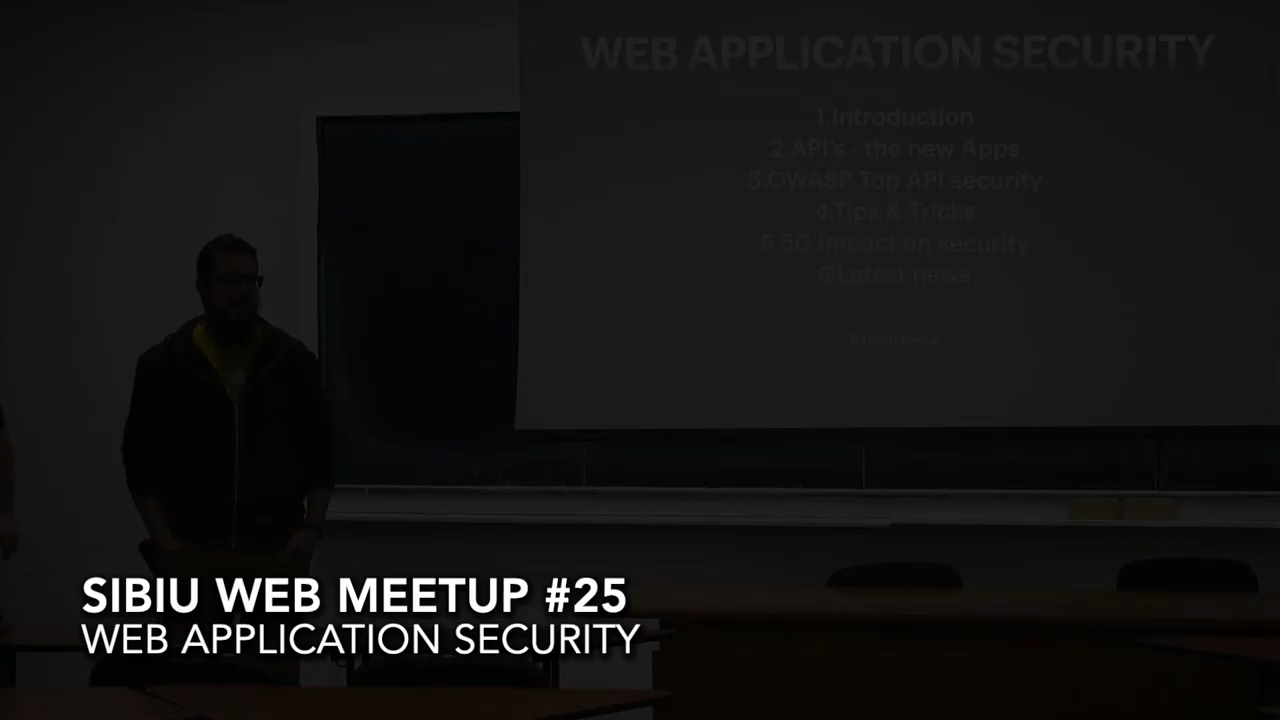 WEB APPLICATION SECURITY
1.Introduction
2.API's - the new Apps
3.OWASP Top API security
4.Tips & Tricks
5.5G impact on security
6.Latest news
SIBIU WEB MEETUP #25
WEB APPLICATION SECURITY